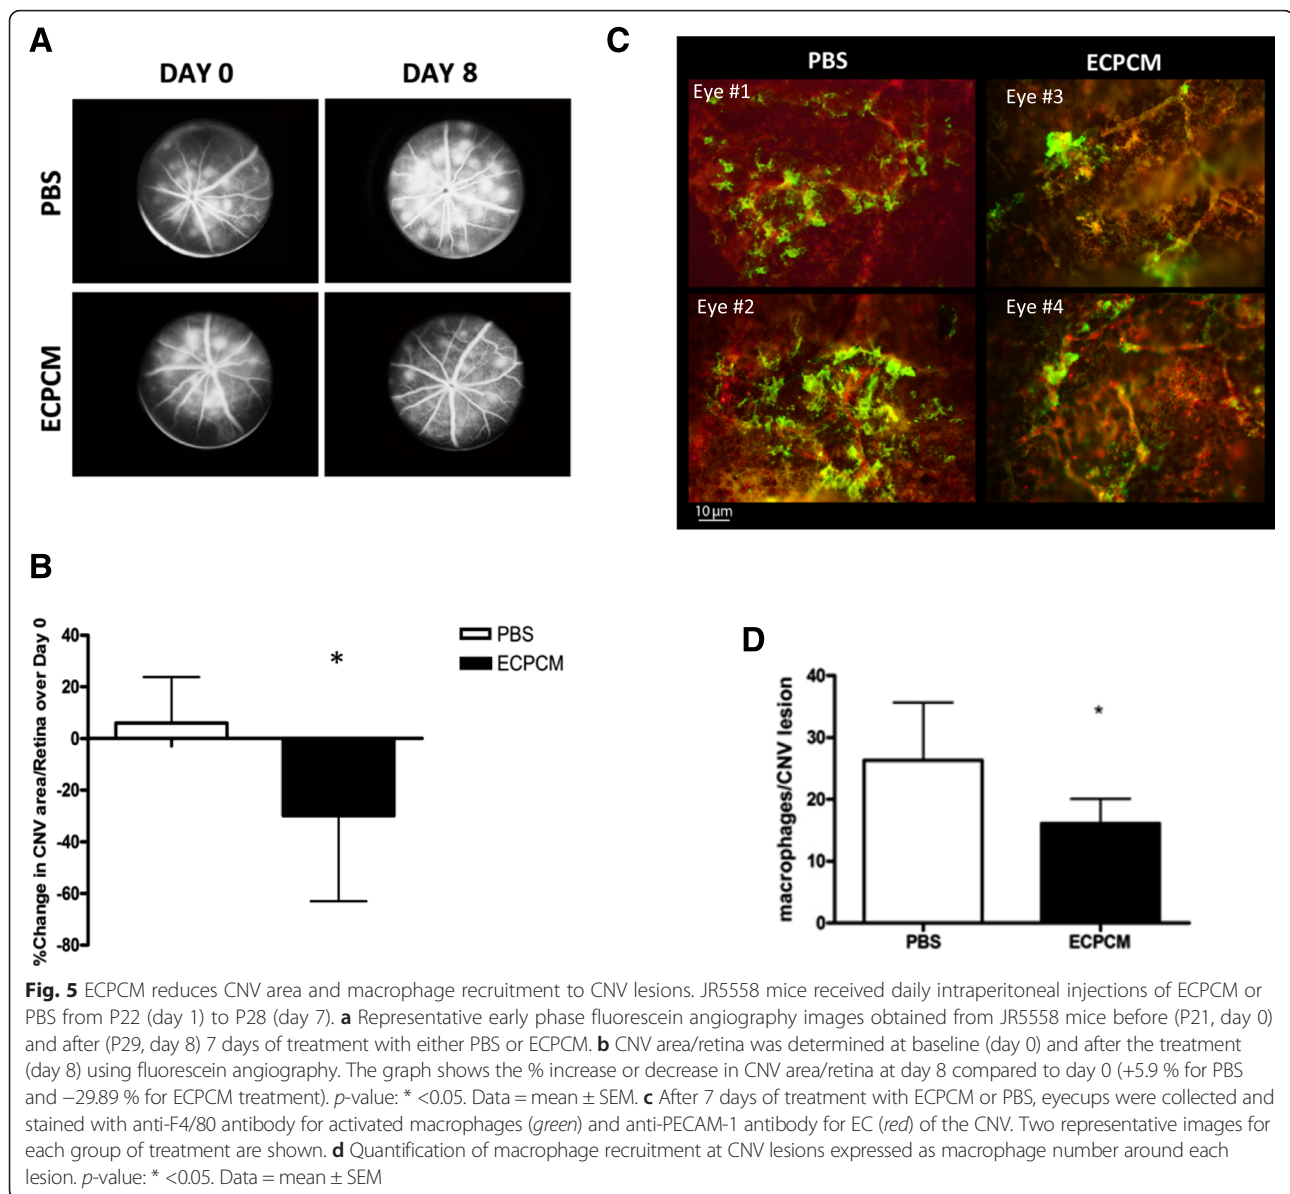 A
DAY 0
DAY 8
PBS
ECPCM
C
PBS
ECPCM
Eye #1
Eye #3
Eye #2
Eye #4
10 µm
B
%Change in CNV area/Retina over Day 0
40
20
0
-20
-40
-60
-80
*
PBS
ECPCM
D
macrophages/CNV lesion
40
30
20
10
0
*
PBS
ECPCM
Fig. 5 ECPCM reduces CNV area and macrophage recruitment to CNV lesions. JR5558 mice received daily intraperitoneal injections of ECPCM or
PBS from P22 (day 1) to P28 (day 7). a Representative early phase fluorescein angiography images obtained from JR5558 mice before (P21, day 0)
and after (P29, day 8) 7 days of treatment with either PBS or ECPCM. b CNV area/retina was determined at baseline (day 0) and after the treatment
(day 8) using fluorescein angiography. The graph shows the % increase or decrease in CNV area/retina at day 8 compared to day 0 (+5.9 % for PBS
and −29.89 % for ECPCM treatment). p-value: * <0.05. Data = mean ± SEM. c After 7 days of treatment with ECPCM or PBS, eyecups were collected and
stained with anti-F4/80 antibody for activated macrophages (green) and anti-PECAM-1 antibody for EC (red) of the CNV. Two representative images for
each group of treatment are shown. d Quantification of macrophage recruitment at CNV lesions expressed as macrophage number around each
lesion. p-value: * <0.05. Data = mean ± SEM